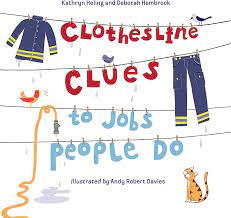 Kathryn Heling and Deborah Hembrook
CLOTHESLINE
CLUES
to JOBS
PEOPLE DO
Illustrated by Andy Robert Davies